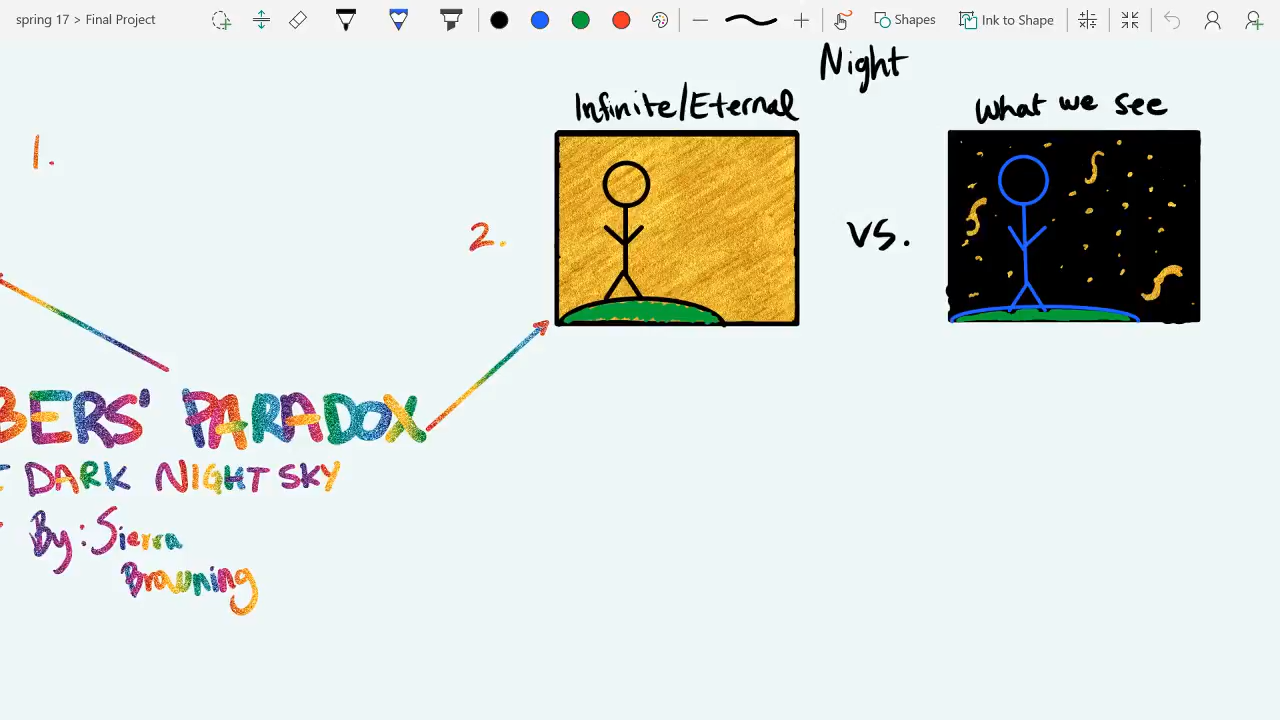 spring 17 > Final Project
Shapes
Ink to Shape
Night
Infinite/Eternal
What we see
1.
2.
VS.
BERS' PARADOX
DARK NIGHT SKY
By: Sierra
Brauning